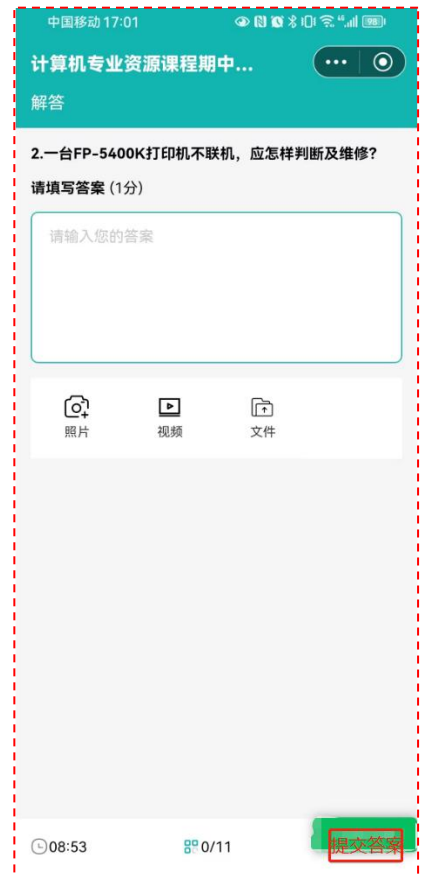 中国移动 17:01
98
计算机专业资源课程期中...
解答
2.一台FP-5400K打印机不联机，应怎样判断及维修？
请填写答案 (1分)
请输入您的答案
照片 视频 文件
08:53 0/11 提交答案